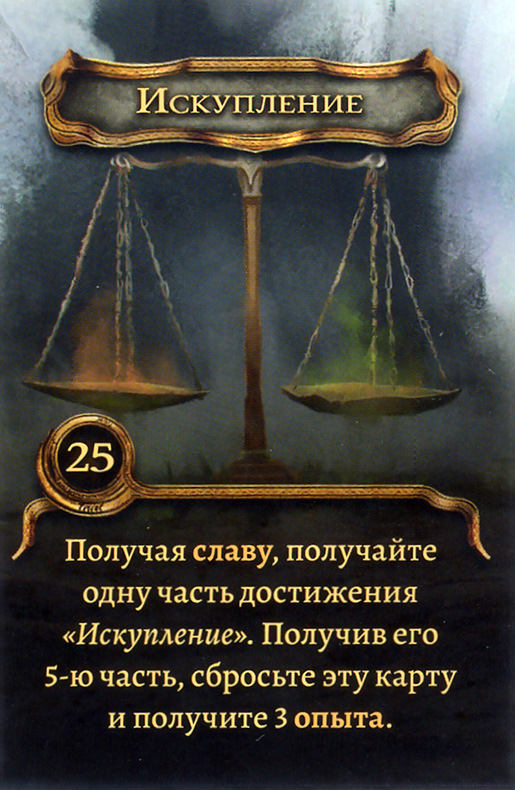 Искупление
25
Получая славу, получайте
одну часть достижения
«Искупление». Получив его
5-ю часть, сбросьте эту карту
и получите 3 опыта.